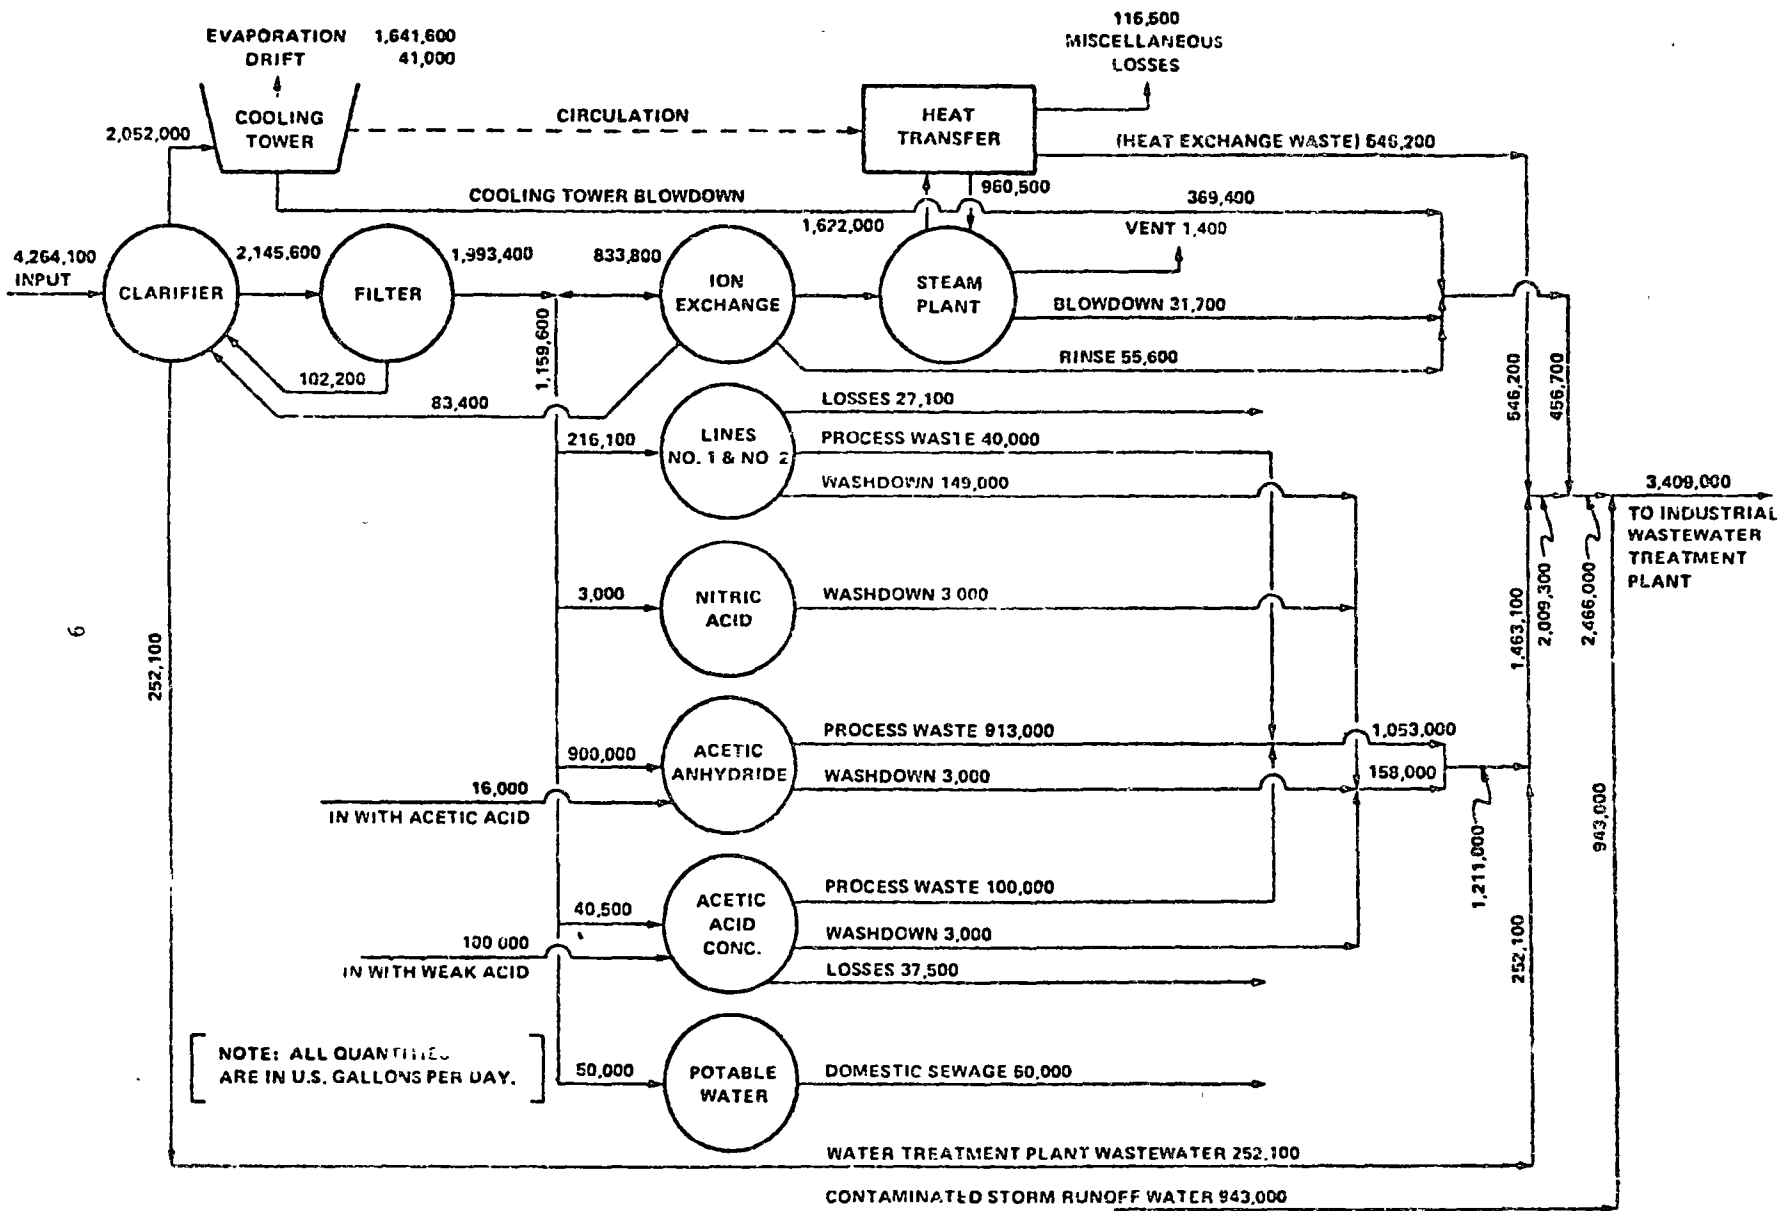 EVAPORATION 1,641,600
DRIFT 41,000
COOLING
TOWER
2,052,000
CIRCULATION
HEAT
TRANSFER
116,500
MISCELLANEOUS
LOSSES
(HEAT EXCHANGE WASTE) 546,200
COOLING TOWER BLOWDOWN
960,500
369,400
1,622,000
VENT 1,400
4,264,100
INPUT
CLARIFIER
2,145,600
FILTER
1,993,400
833,800
ION
EXCHANGE
STEAM
PLANT
BLOWDOWN 31,700
RINSE 55,600
102,200
83,400
1,159,600
546,200
456,700
216,100
LINES
NO. 1 & NO 2
LOSSES 27,100
PROCESS WASTE 40,000
WASHDOWN 149,000
3,409,000
TO INDUSTRIAL
WASTEWATER
TREATMENT
PLANT
3,000
NITRIC
ACID
WASHDOWN 3 000
1,463,100
2,009,300
2,466,000
6
252,100
900,000
ACETIC
ANHYDRIDE
PROCESS WASTE 913,000
1,053,000
WASHDOWN 3,000
158,000
16,000
IN WITH ACETIC ACID
943,000
1,211,000
40,500
ACETIC
ACID
CONC.
PROCESS WASTE 100,000
WASHDOWN 3,000
LOSSES 37,500
100 000
IN WITH WEAK ACID
252,100
NOTE: ALL QUANTITIES
ARE IN U.S. GALLONS PER DAY.
50,000
POTABLE
WATER
DOMESTIC SEWAGE 50,000
WATER TREATMENT PLANT WASTEWATER 252,100
CONTAMINATED STORM RUNOFF WATER 943,000